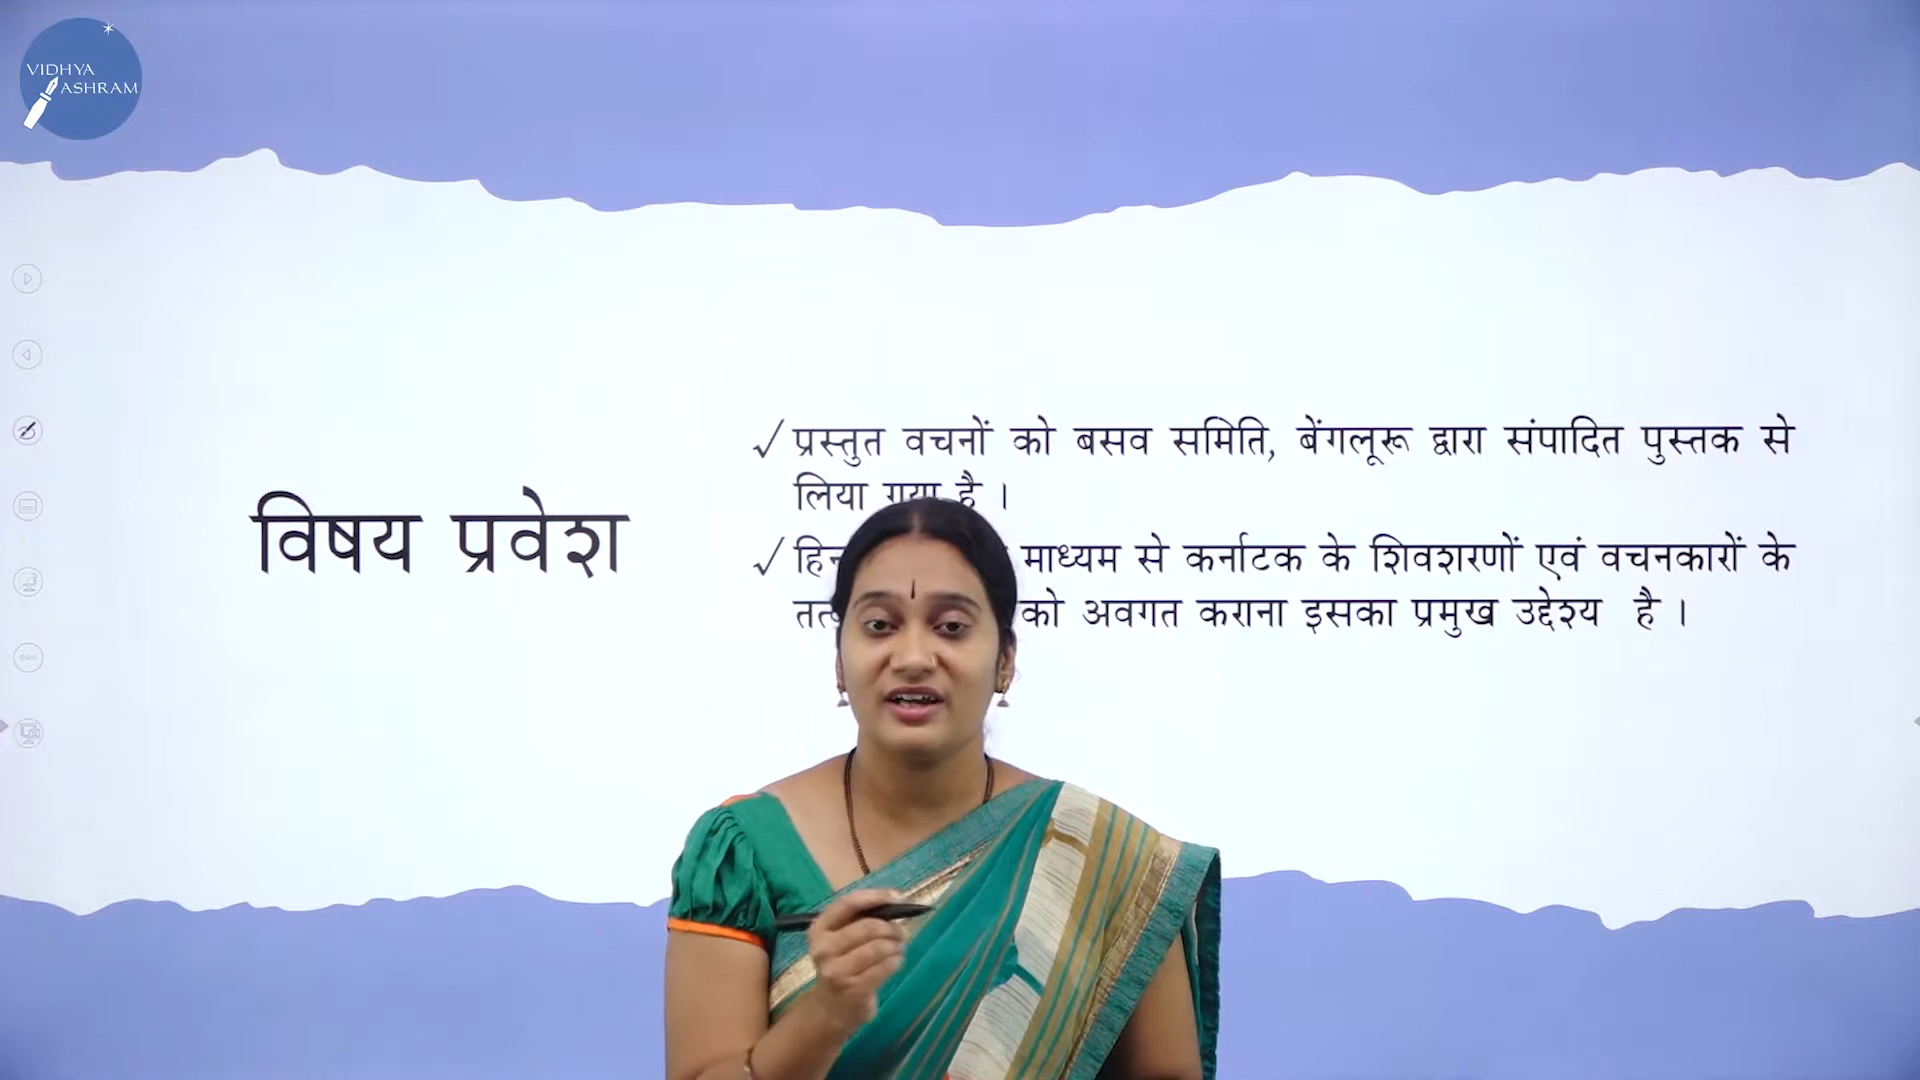 VIDHYA
ASHRAM
विषय प्रवेश
✓ प्रस्तुत वचनों को बसव समिति, बेंगलूरू द्वारा संपादित पुस्तक से
लिया गया है ।
✓ माध्यम से कर्नाटक के शिवशरणों एवं वचनकारों के
को अवगत कराना इसका प्रमुख उद्देश्य है ।